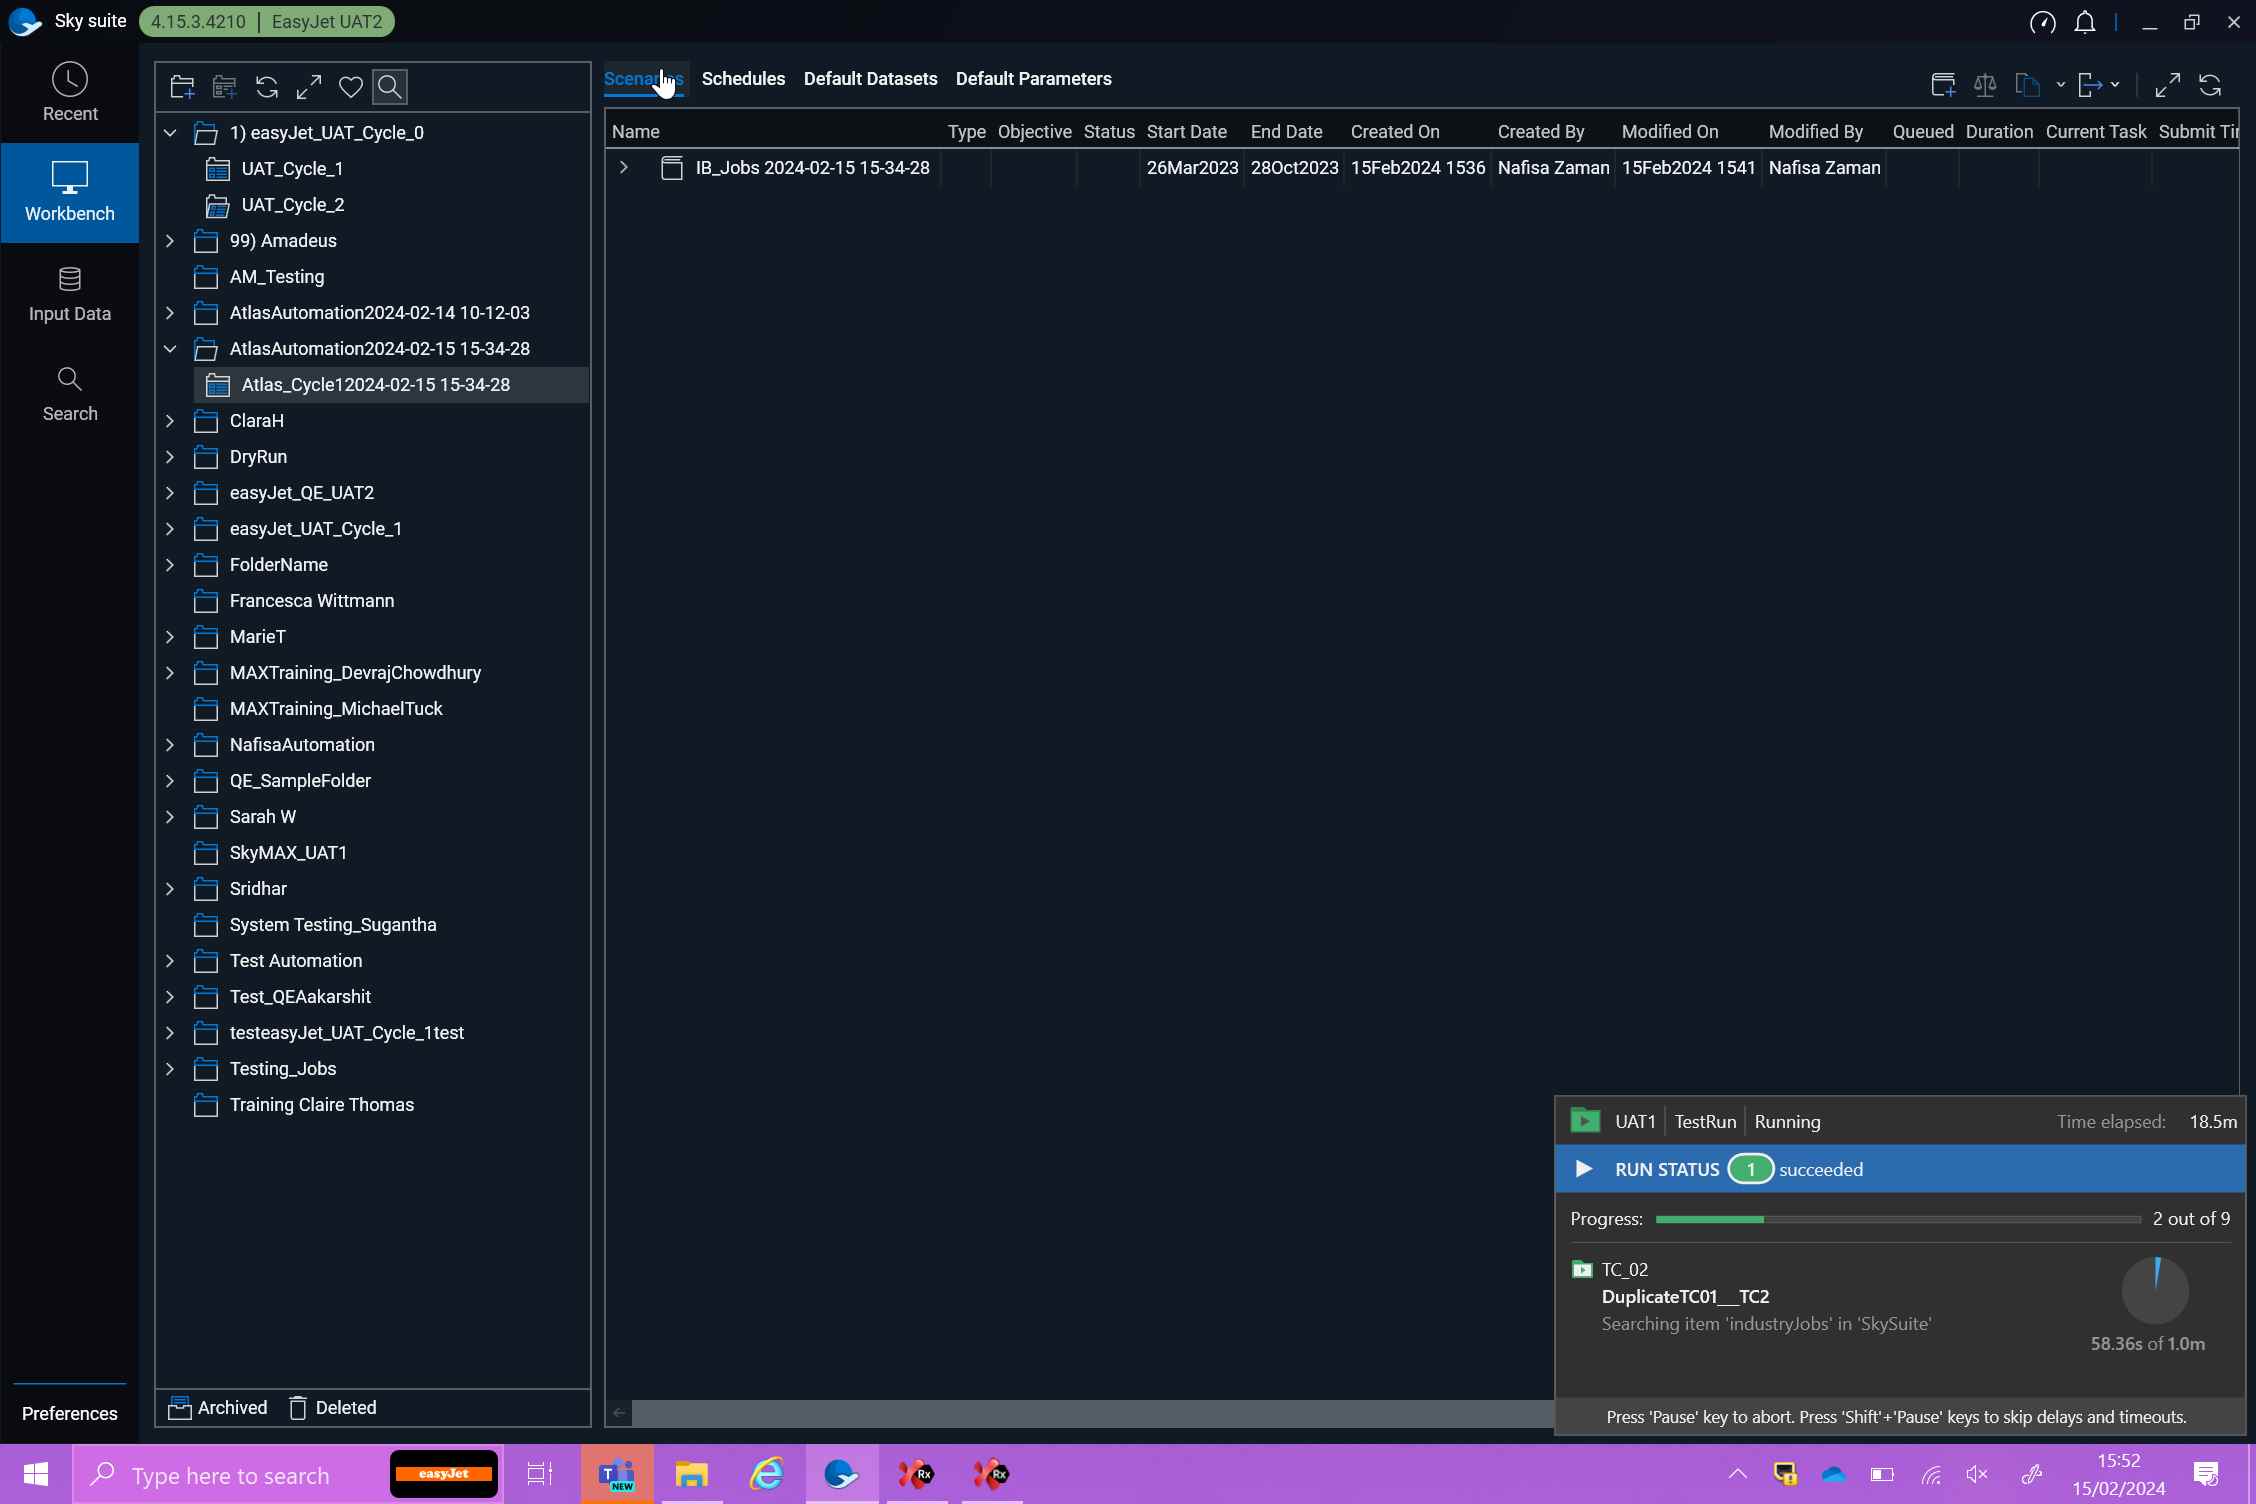 Sky suite 4.15.3.4210 | EasyJet UAT2
Recent
Workbench
Input Data
Search
Preferences
1) easyJet_UAT_Cycle_0
UAT_Cycle_1
UAT_Cycle_2
99) Amadeus
AM_Testing
AtlasAutomation2024-02-14 10-12-03
AtlasAutomation2024-02-15 15-34-28
Atlas_Cycle12024-02-15 15-34-28
ClaraH
DryRun
easyJet_QE_UAT2
easyJet_UAT_Cycle_1
FolderName
Francesca Wittmann
MarieT
MAXTraining_DevrajChowdhury
MAXTraining_MichaelTuck
NafisaAutomation
QE_SampleFolder
Sarah W
SkyMAX_UAT1
Sridhar
System Testing_Sugantha
Test Automation
Test_QEAakarshit
testeasyJet_UAT_Cycle_1test
Testing_Jobs
Training Claire Thomas
Archived Deleted
Scenarios Schedules Default Datasets Default Parameters
Name Type Objective Status Start Date End Date Created On Created By Modified On Modified By Queued Duration Current Task Submit Ti
IB_Jobs 2024-02-15 15-34-28 26Mar2023 28Oct2023 15Feb2024 1536 Nafisa Zaman 15Feb2024 1541 Nafisa Zaman
UAT1 TestRun Running Time elapsed: 18.5m
RUN STATUS 1 succeeded
Progress: 2 out of 9
TC_02
DuplicateTC01__TC2
Searching item 'industryJobs' in 'SkySuite'
58.36s of 1.0m
Press 'Pause' key to abort. Press 'Shift'+'Pause' keys to skip delays and timeouts.
Type here to search
easyJet
T
NEW
Rx
Rx
15:52
15/02/2024